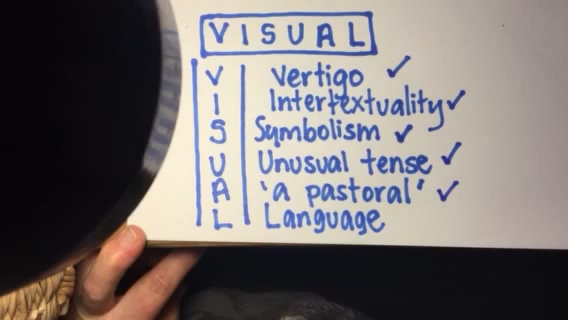 VISUAL
V Vertigo ✓
I Intertextuality ✓
S Symbolism ✓
U Unusual tense ✓
A 'a pastoral' ✓
L Language